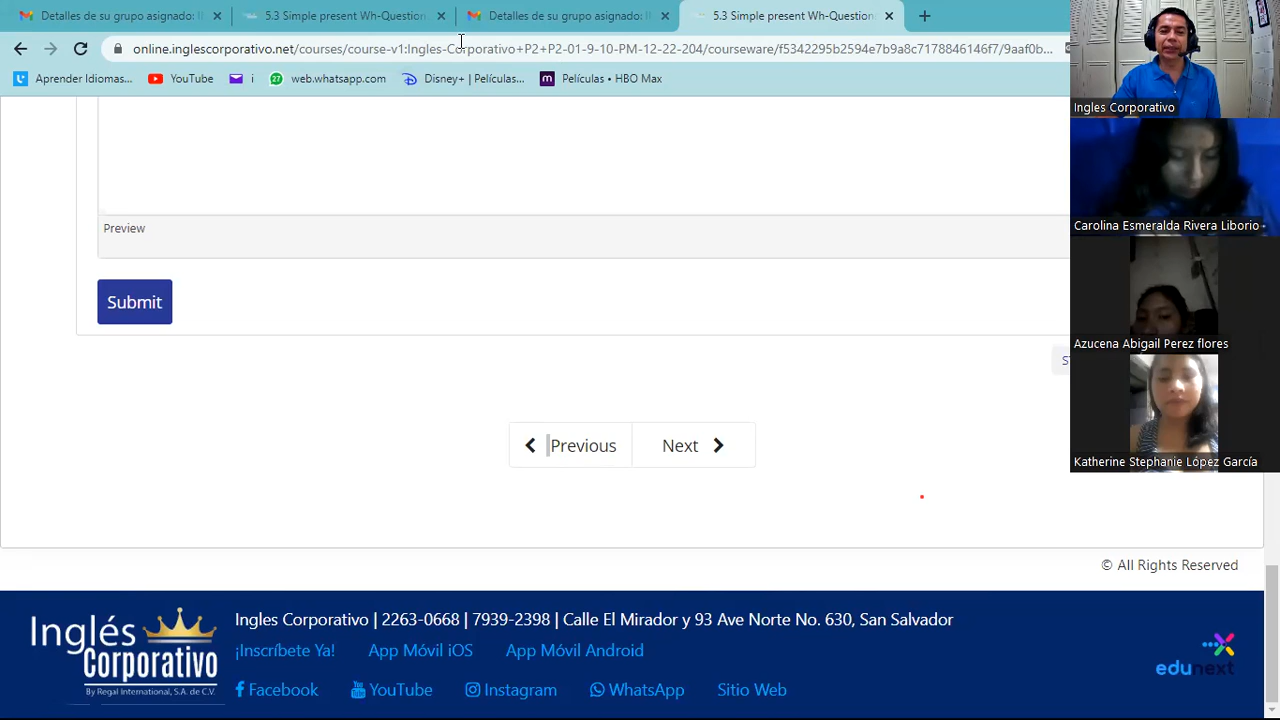 Detalles de su grupo asignado: I
5.3 Simple present Wh-Question
Detalles de su grupo asignado: I
5.3 Simple present Wh-Question
online.inglescorporativo.net/courses/course-v1:Ingles-Corporativo+P2+P2-01-9-10-PM-12-22-204/courseware/
Aprender Idiomas...
YouTube
i
web.whatsapp.com
Disney+ | Películas...
Películas • HBO Max
Ingles Corporativo
Carolina Esmeralda Rivera Liborio
Azucena Abigail Perez flores
Katherine Stephanie López García
Preview
Submit
Previous
Next
© All Rights Reserved
Inglés Corporativo
By Regal International, S.A. de C.V.
Ingles Corporativo | 2263-0668 | 7939-2398 | Calle El Mirador y 93 Ave Norte No. 630, San Salvador
¡Inscríbete Ya!
App Móvil iOS
App Móvil Android
Facebook
YouTube
Instagram
WhatsApp
Sitio Web
edunext